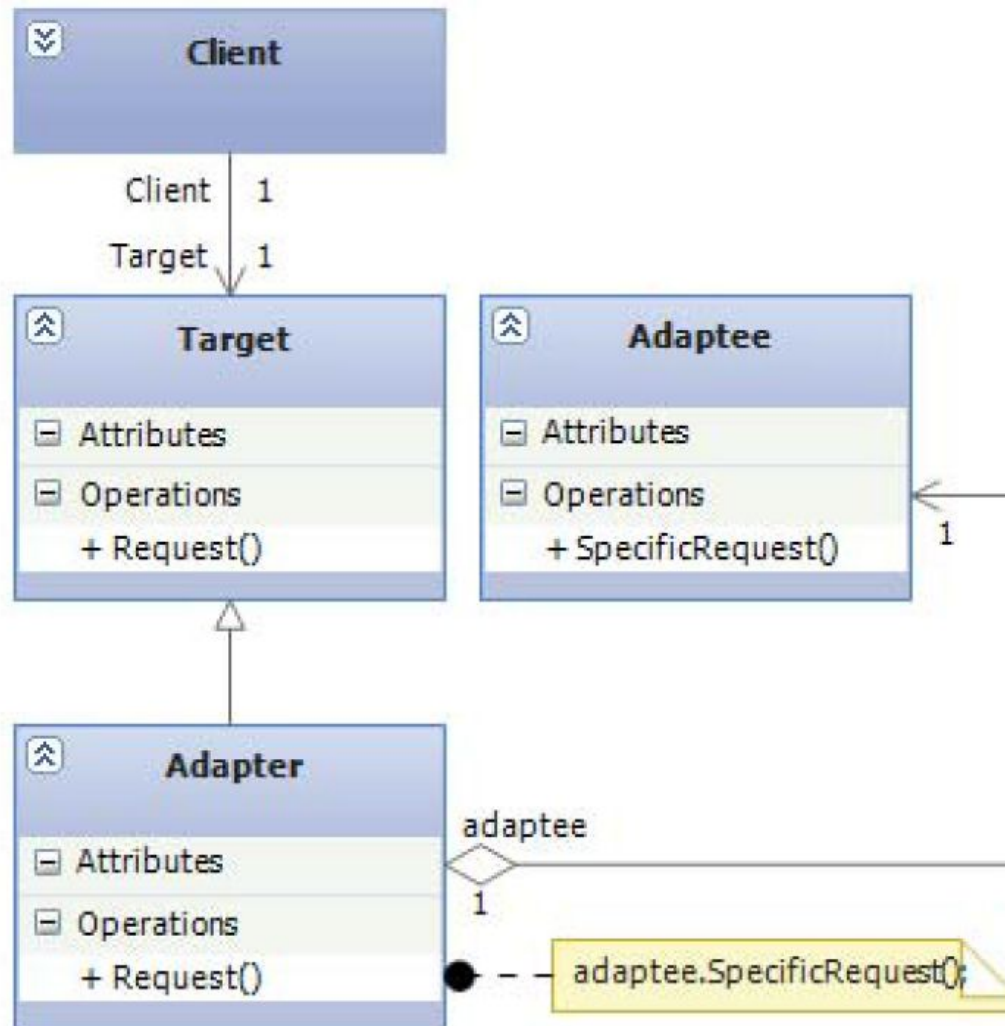 Client
Client 1
Target 1
Target
Attributes
Operations
+ Request()
Adaptee
Attributes
Operations
+ SpecificRequest()
1
Adapter
Attributes
Operations
+ Request()
adaptee
1
adaptee.SpecificRequest();